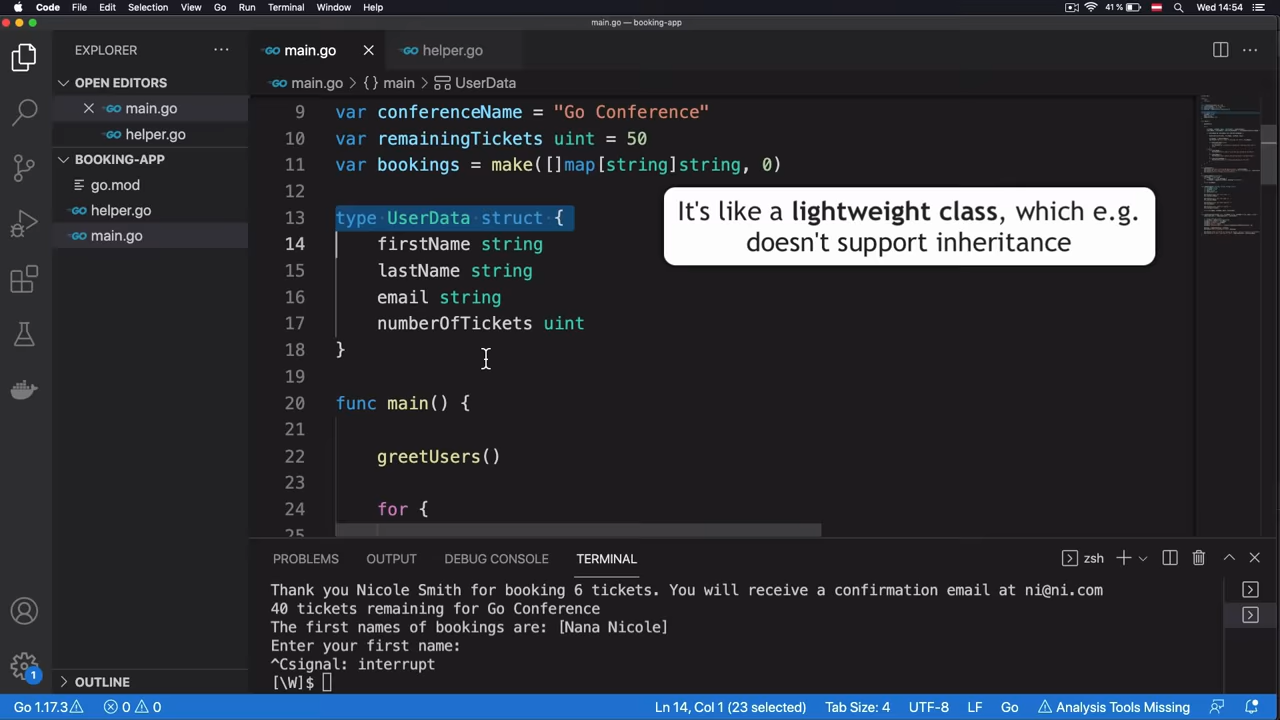 Code File Edit Selection View Go Run Terminal Window Help 41% Wed 14:54
main.go — booking-app
EXPLORER
OPEN EDITORS
main.go
helper.go
BOOKING-APP
go.mod
helper.go
main.go
OUTLINE
main.go helper.go
main.go > {} main > UserData
9 var conferenceName = "Go Conference"
10 var remainingTickets uint = 50
11 var bookings = make([]map[string]string, 0)
12
13 type UserData struct {
14 firstName string
15 lastName string
16 email string
17 numberOfTickets uint
18 }
19
20 func main() {
21
22 greetUsers()
23
24 for {
25
It's like a lightweight class, which e.g.
doesn't support inheritance
PROBLEMS OUTPUT DEBUG CONSOLE TERMINAL zsh
Thank you Nicole Smith for booking 6 tickets. You will receive a confirmation email at ni@ni.com
40 tickets remaining for Go Conference
The first names of bookings are: [Nana Nicole]
Enter your first name:
^Csignal: interrupt
[\W]$
1
Go 1.17.3 0 0 Ln 14, Col 1 (23 selected) Tab Size: 4 UTF-8 LF Go Analysis Tools Missing